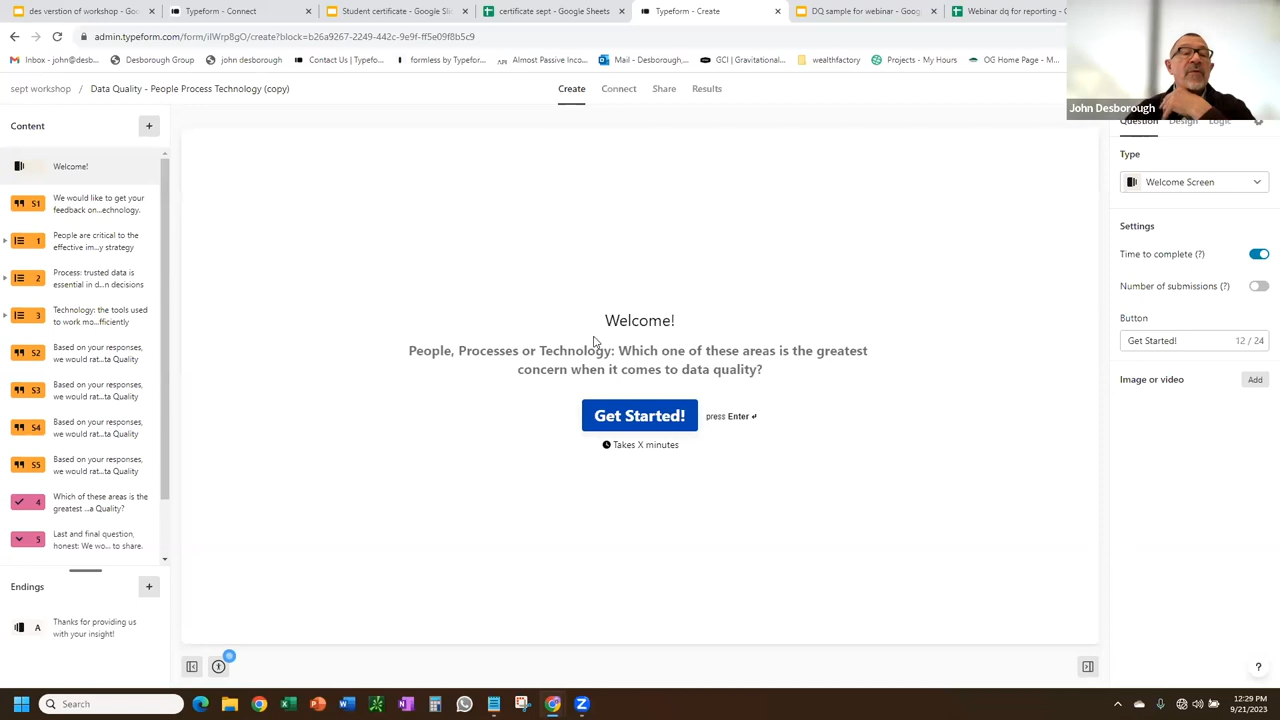 des version of workshop - Goo
Typeform - Connect
Student certificate - Google Slid
certificate sept - Google Sheets
Typeform - Create
DQ sample for webinar - Googl
Webinar dq for reporting - G
admin.typeform.com/form/iIWrp8gO/create?block=b26a9267-2249-442c-9e9f-ff5e09f8b5c9
Inbox - john@desb...
Desborough Group
john desborough
Contact Us | Typefo...
formless by Typefor...
Almost Passive Inco...
Mail - Desborough,...
GCI | Gravitational...
wealthfactory
Projects - My Hours
OG Home Page - M...
John Desborough
sept workshop / Data Quality - People Process Technology (copy)
Create
Connect
Share
Results
Question
Design
Logic
Content
+
Welcome!
S1
We would like to get your
feedback on...echnology.
1
People are critical to the
effective im...y strategy
2
Process: trusted data is
essential in d...n decisions
3
Technology: the tools used
to work mo...fficiently
S2
Based on your responses,
we would rat...ta Quality
S3
Based on your responses,
we would rat...ta Quality
S4
Based on your responses,
we would rat...ta Quality
S5
Based on your responses,
we would rat...ta Quality
4
Which of these areas is the
greatest ...a Quality?
5
Last and final question,
honest: We wo... to share.
Endings
+
A
Thanks for providing us
with your insight!
Welcome!
People, Processes or Technology: Which one of these areas is the greatest
concern when it comes to data quality?
Get Started!
press Enter ↵
Takes X minutes
Type
Welcome Screen
Settings
Time to complete (?)
Number of submissions (?)
Button
Get Started!
12 / 24
Image or video
Add
?
Search
12:29 PM
9/21/2023